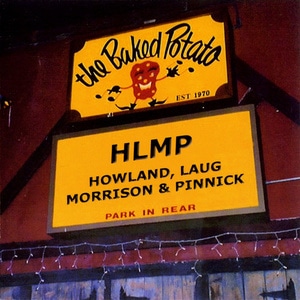 the Baked Potato
EST 1970
HLMP
HOWLAND, LAUG
MORRISON & PINNICK
PARK IN REAR